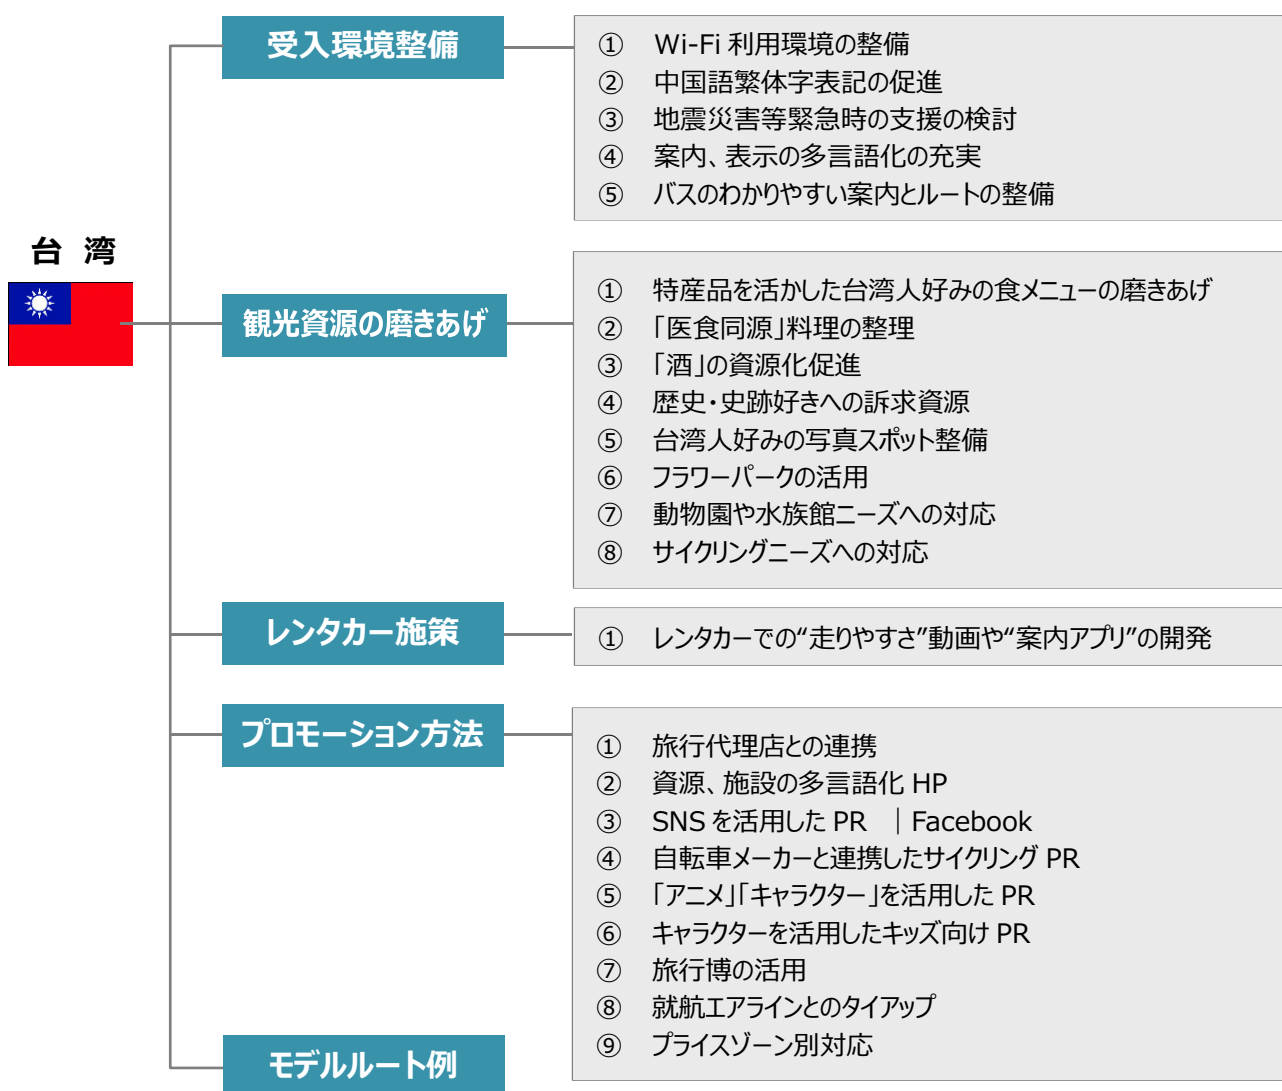 台 湾
受入環境整備
① Wi-Fi 利用環境の整備
② 中国語繁体字表記の促進
③ 地震災害等緊急時の支援の検討
④ 案内、表示の多言語化の充実
⑤ バスのわかりやすい案内とルートの整備
観光資源の磨きあげ
① 特産品を活かした台湾人好みの食メニューの磨きあげ
② 「医食同源」料理の整理
③ 「酒」の資源化促進
④ 歴史・史跡好きへの訴求資源
⑤ 台湾人好みの写真スポット整備
⑥ フラワーパークの活用
⑦ 動物園や水族館ニーズへの対応
⑧ サイクリングニーズへの対応
レンタカー施策
① レンタカーでの“走りやすさ”動画や“案内アプリ”の開発
プロモーション方法
① 旅行代理店との連携
② 資源、施設の多言語化 HP
③ SNS を活用した PR ｜Facebook
④ 自転車メーカーと連携したサイクリング PR
⑤ 「アニメ」「キャラクター」を活用した PR
⑥ キャラクターを活用したキッズ向け PR
⑦ 旅行博の活用
⑧ 就航エアラインとのタイアップ
⑨ プライスゾーン別対応
モデルルート例